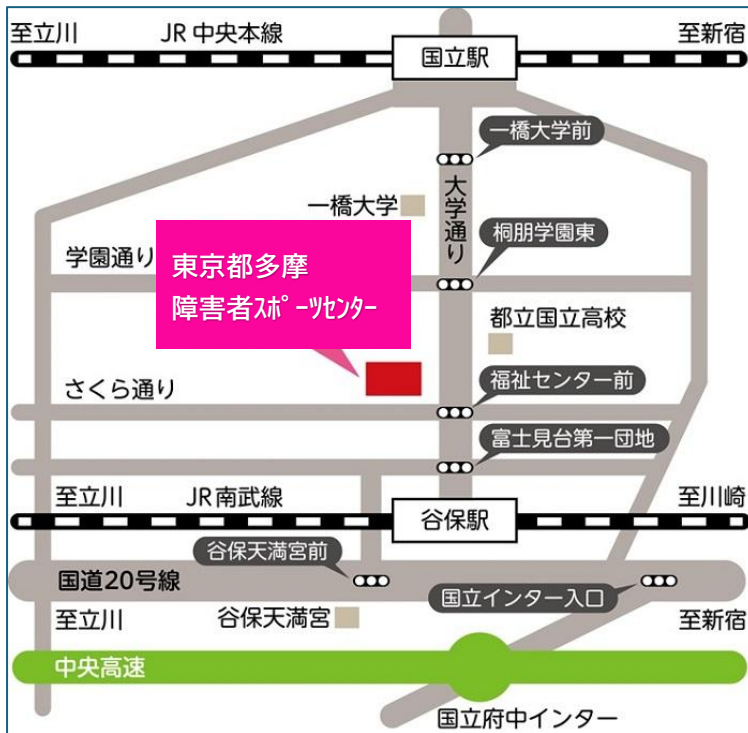 至立川
JR中央本線
至新宿
国立駅
一橋大学前
大学通り
一橋大学
桐朋学園東
学園通り
東京都多摩
障害者ｽﾎﾟｰﾂｾﾝﾀｰ
都立国立高校
さくら通り
福祉センター前
富士見台第一団地
至立川
JR南武線
至川崎
谷保駅
谷保天満宮前
国道20号線
国立インター入口
至立川
谷保天満宮
至新宿
中央高速
国立府中インター